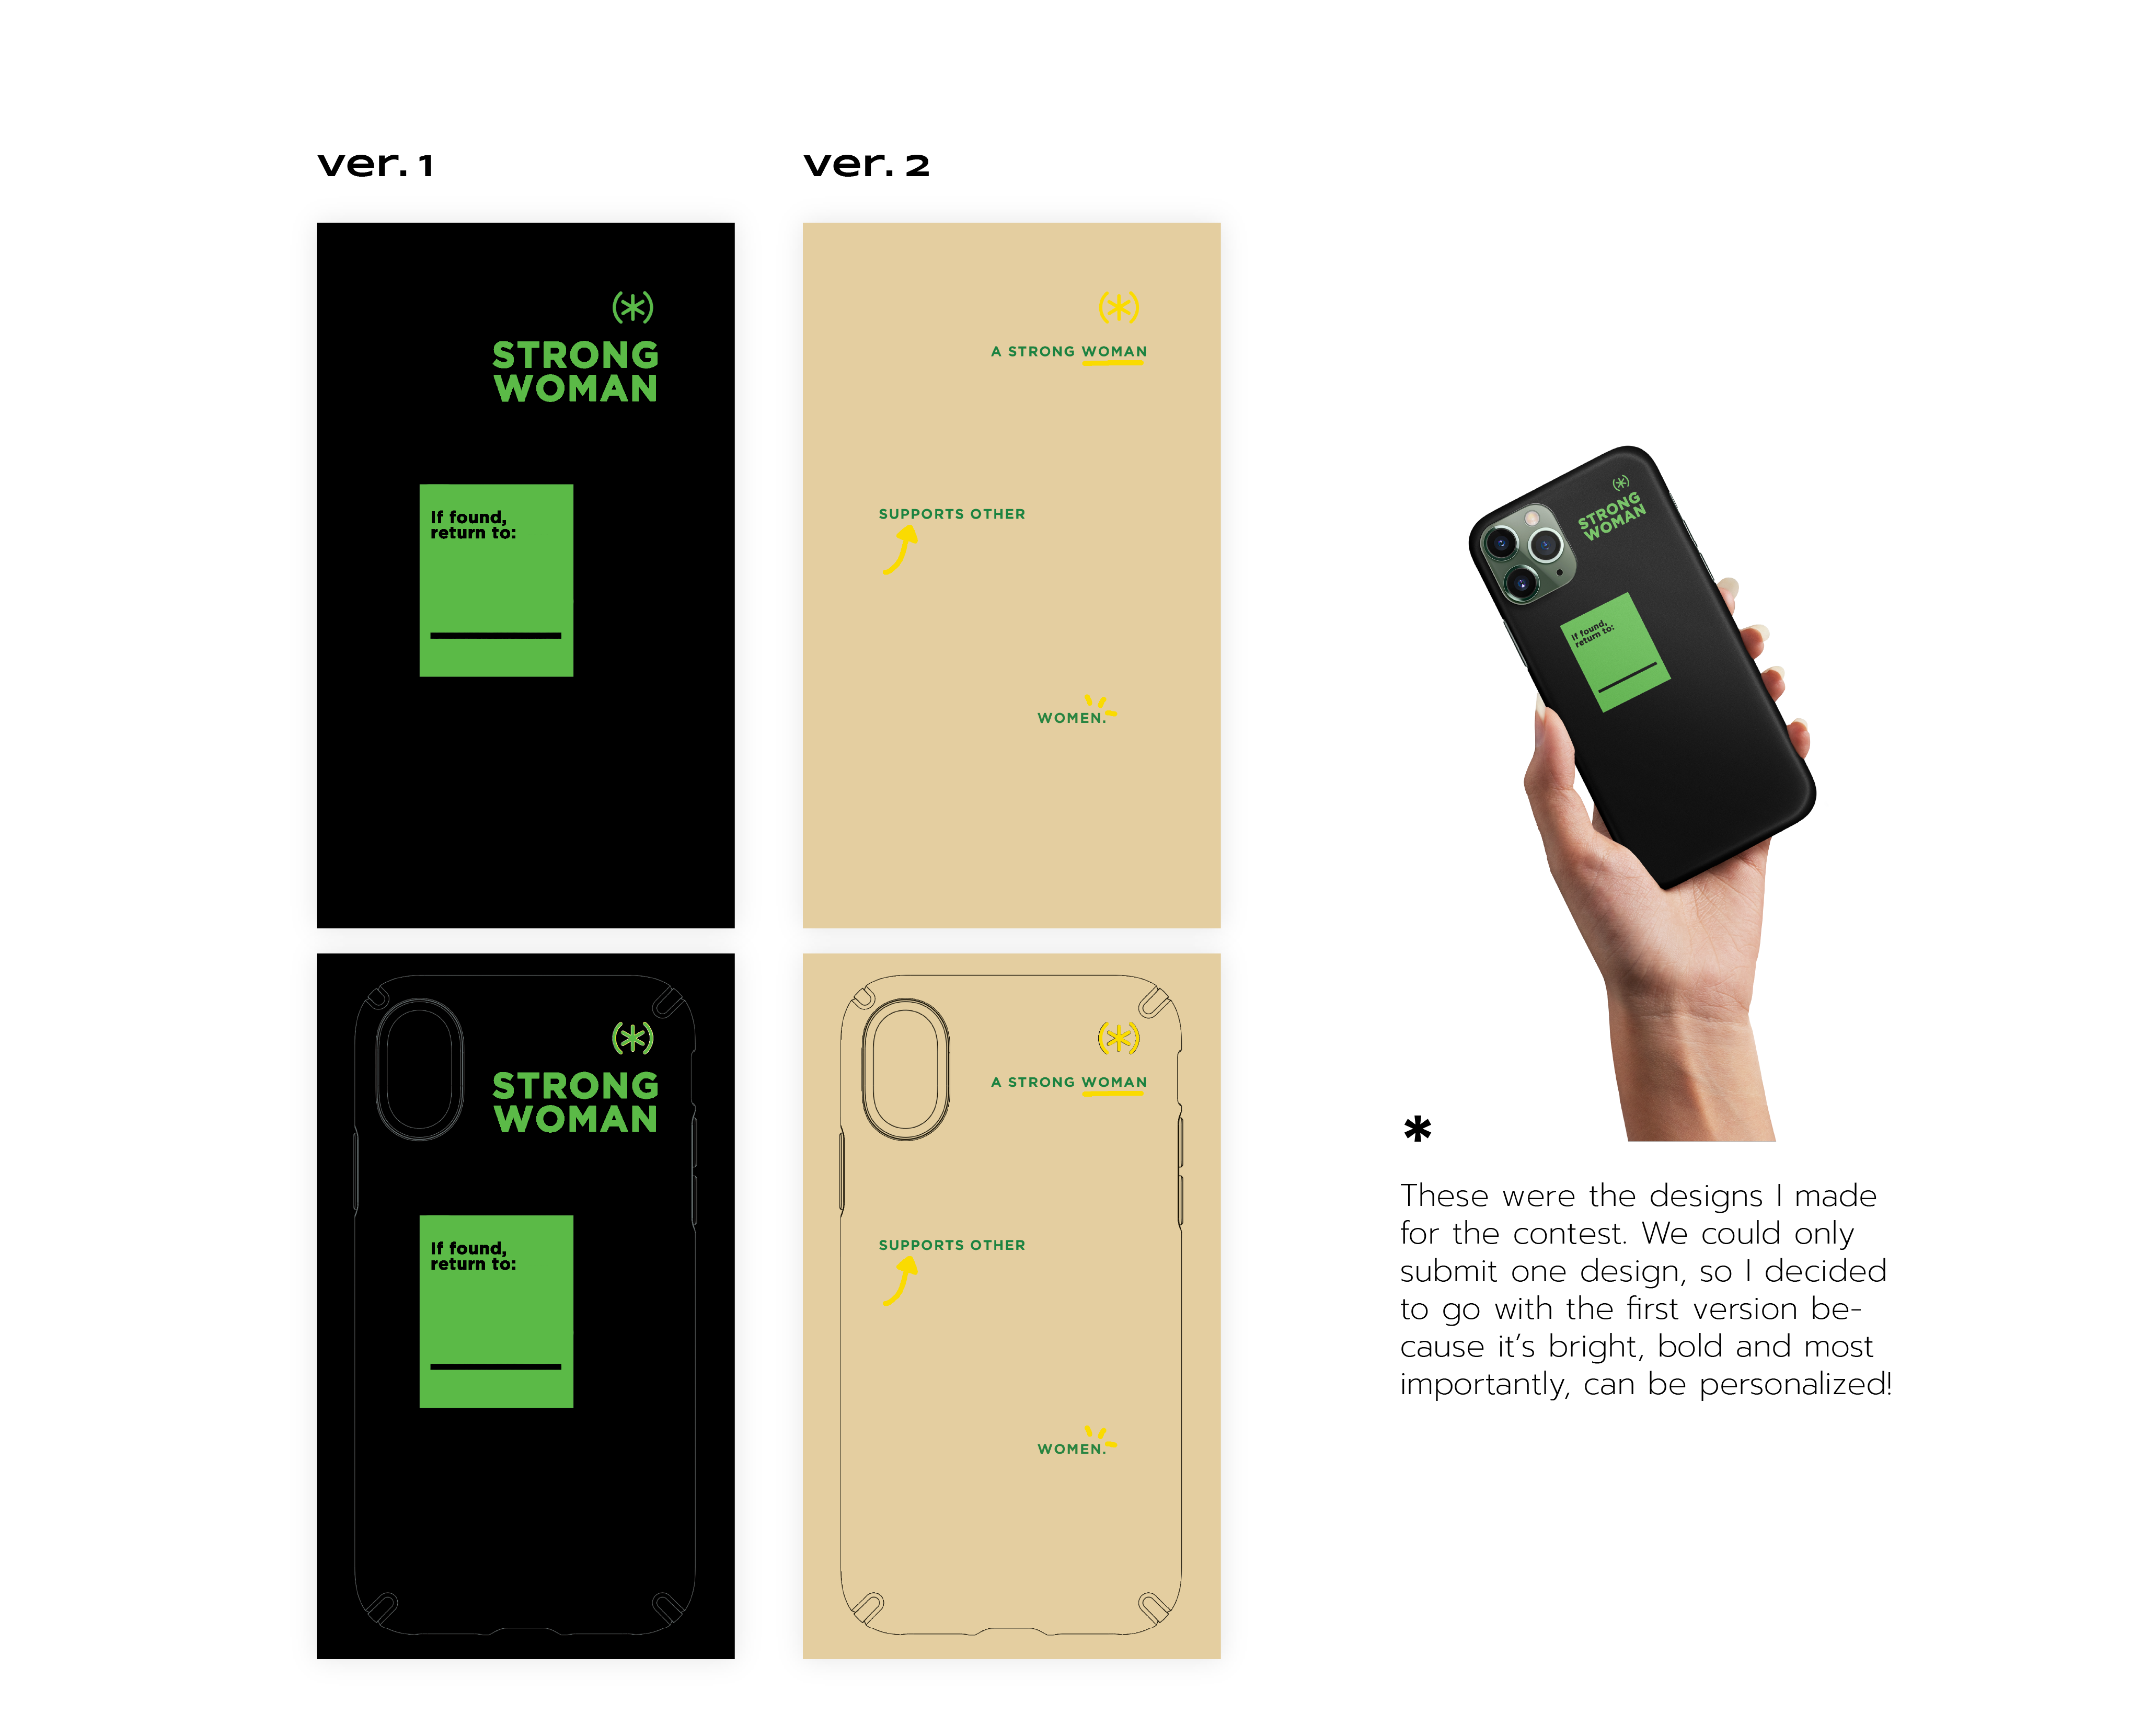 ver. 1
(*)
STRONG
WOMAN
If found,
return to:
(*)
STRONG
WOMAN
If found,
return to:
ver. 2
(*)
A STRONG WOMAN
SUPPORTS OTHER
WOMEN.
(*)
A STRONG WOMAN
SUPPORTS OTHER
WOMEN.
(*)
STRONG
WOMAN
If found,
return to:
*
These were the designs I made
for the contest. We could only
submit one design, so I decided
to go with the first version be-
cause it's bright, bold and most
importantly, can be personalized!